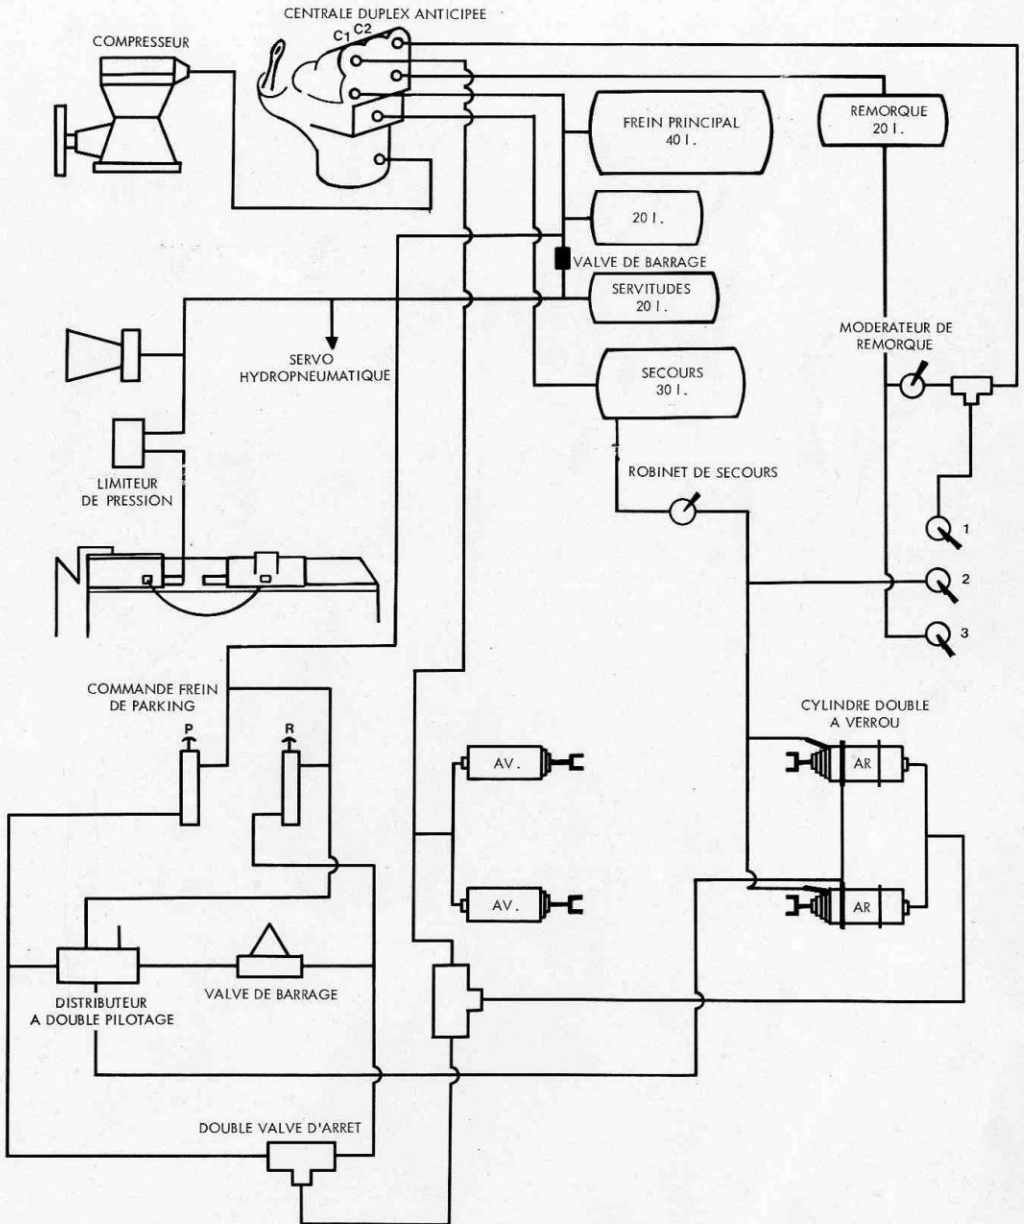 CENTRALE DUPLEX ANTICIPEE
C1 C2
COMPRESSEUR
FREIN PRINCIPAL
40 l.
REMORQUE
20 l.
20 l.
VALVE DE BARRAGE
SERVITUDES
20 l.
SERVO
HYDROPNEUMATIQUE
MODERATEUR DE
REMORQUE
SECOURS
30 l.
LIMITEUR
DE PRESSION
ROBINET DE SECOURS
1
2
3
COMMANDE FREIN
DE PARKING
P
R
CYLINDRE DOUBLE
A VERROU
AV.
AR
AV.
AR
DISTRIBUTEUR
A DOUBLE PILOTAGE
VALVE DE BARRAGE
DOUBLE VALVE D'ARRET